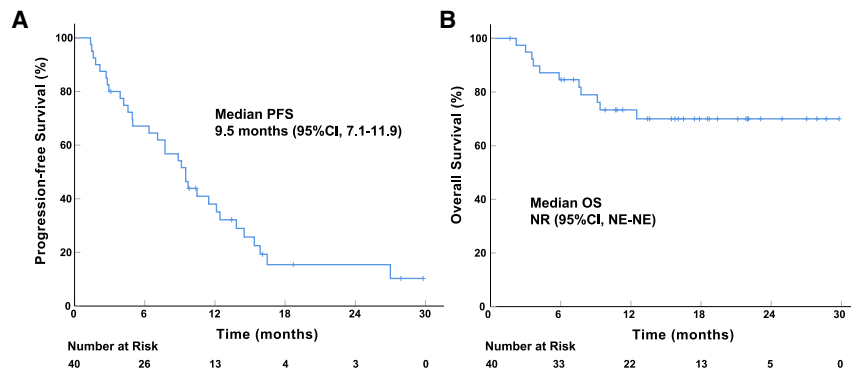 A
Progression-free Survival (%)
100
80
60
40
20
0
Median PFS
9.5 months (95%CI, 7.1-11.9)
0 6 12 18 24 30
Time (months)
Number at Risk
40 26 13 4 3 0
B
Overall Survival (%)
100
80
60
40
20
0
Median OS
NR (95%CI, NE-NE)
0 6 12 18 24 30
Time (months)
Number at Risk
40 33 22 13 5 0